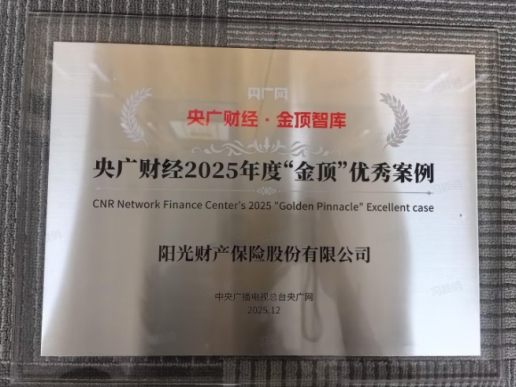 央广网
央广财经·金顶智库
央广财经2025年度“金顶”优秀案例
CNR Network Finance Center's 2025 "Golden Pinnacle" Excellent case
阳光财产保险股份有限公司
中央广播电视总台央广网
2025.12